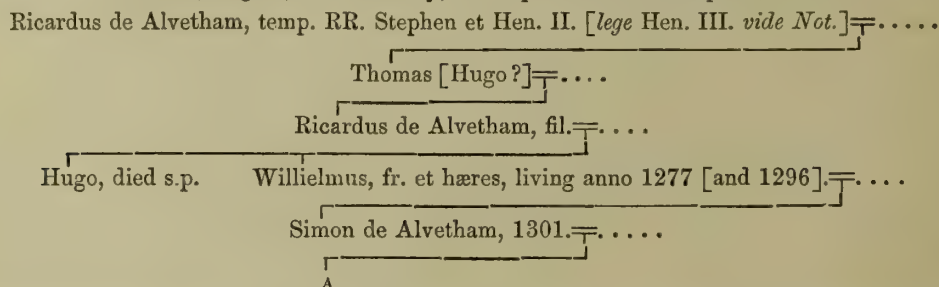 Ricardus de Alvetham, temp. RR. Stephen et Hen. II. [lege Hen. III. vide Not.]=.....
Thomas [Hugo?]=....
Ricardus de Alvetham, fil.=....
Hugo, died s.p. Willielmus, fr. et hæres, living anno 1277 [and 1296].=....
Simon de Alvetham, 1301.=.....
A